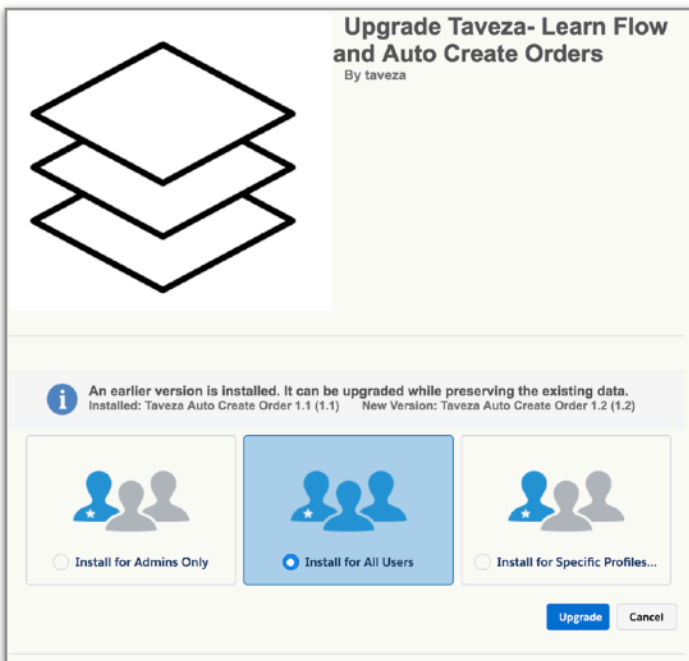 Upgrade Taveza- Learn Flow
and Auto Create Orders
By taveza
An earlier version is installed. It can be upgraded while preserving the existing data.
Installed: Taveza Auto Create Order 1.1 (1.1) New Version: Taveza Auto Create Order 1.2 (1.2)
Install for Admins Only
Install for All Users
Install for Specific Profiles...
Upgrade
Cancel